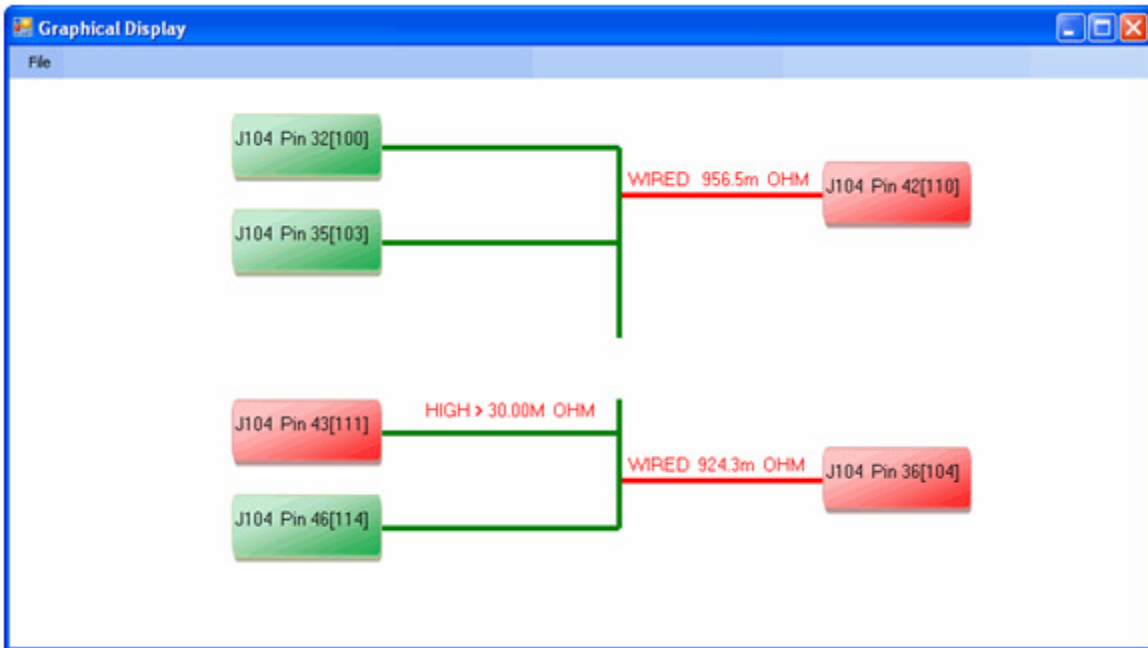 Graphical Display
File
J104 Pin 32[100]
WIRED 956.5m OHM
J104 Pin 42[110]
J104 Pin 35[103]
J104 Pin 43[111]
HIGH > 30.00M OHM
WIRED 924.3m OHM
J104 Pin 36[104]
J104 Pin 46[114]